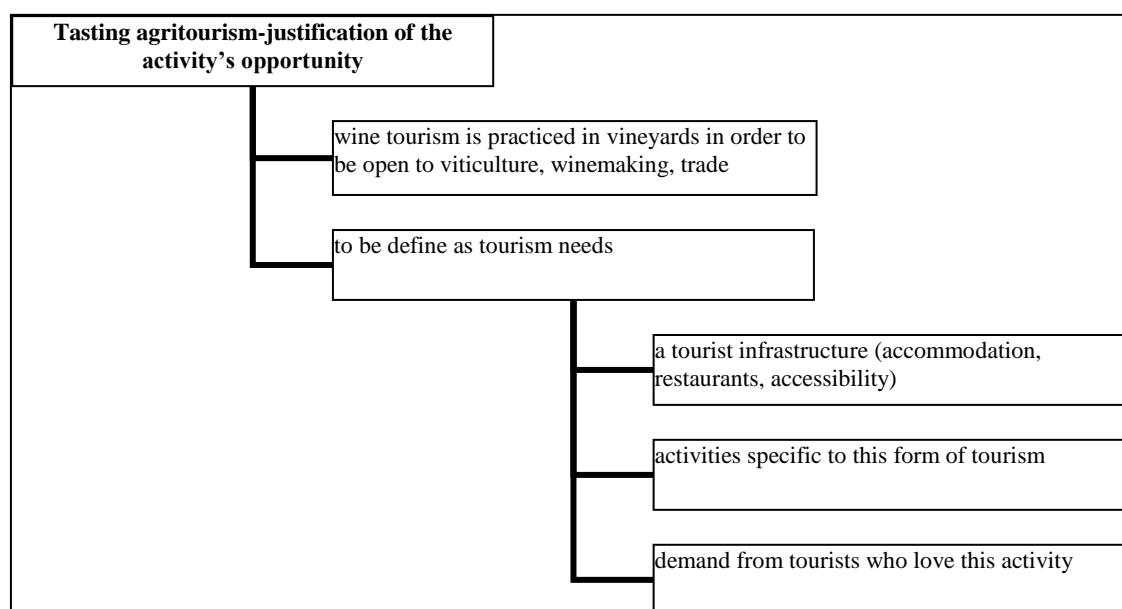 Tasting agritourism-justification of the
activity's opportunity
wine tourism is practiced in vineyards in order to
be open to viticulture, winemaking, trade
to be define as tourism needs
a tourist infrastructure (accommodation,
restaurants, accessibility)
activities specific to this form of tourism
demand from tourists who love this activity